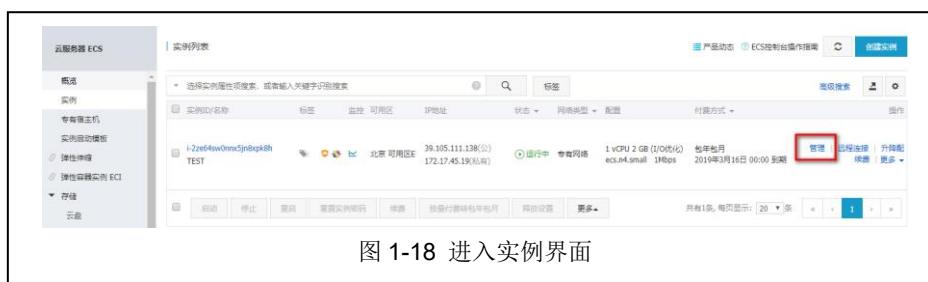 云服务器 ECS
实例列表
产品动态 ECS控制台操作指南 创建实例
概览
实例
专有宿主机
实例启动模板
弹性伸缩
弹性容器实例 ECI
存储
云盘
选择实例属性项搜索，或者输入关键字识别搜索 标签 高级搜索
实例ID/名称 标签 监控 可用区 IP地址 状态 网络类型 配置 付费方式 操作
i-2ze64sw0nnx5jn8xpk8h
TEST
北京 可用区E
39.105.111.138(公)
172.17.45.19(私有)
运行中 专有网络
1 vCPU 2 GB (I/O优化)
ecs.n4.small 1Mbps
包年包月
2019年3月16日 00:00 到期
管理 远程连接 升降配
续费 更多
启动 停止 重启 重置实例密码 续费 按量付费转包年包月 释放设置 更多
共有1条, 每页显示: 20 条 « ‹ 1 › »
图 1-18 进入实例界面